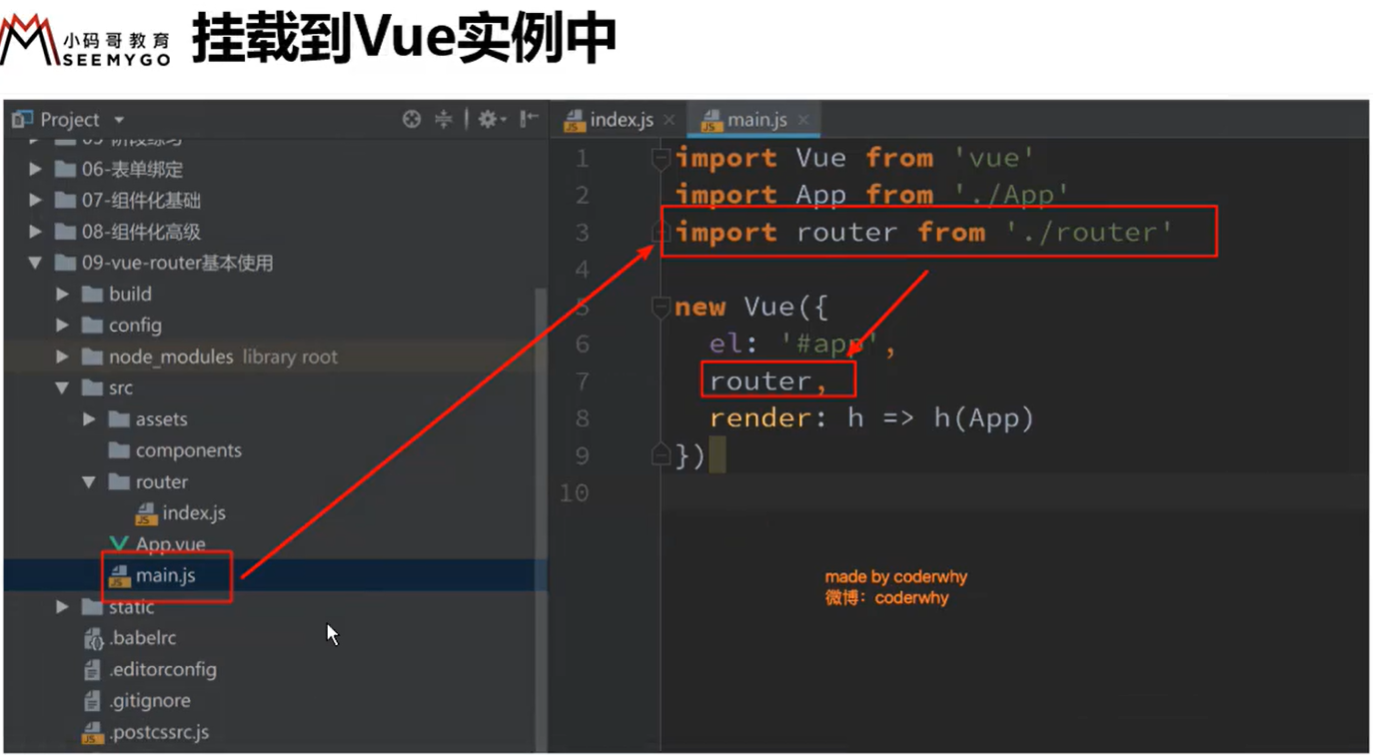 小码哥教育
SEEMYGO
挂载到Vue实例中
Project
index.js
main.js
05-阶段练习
06-表单绑定
07-组件化基础
08-组件化高级
09-vue-router基本使用
build
config
node_modules library root
src
assets
components
router
index.js
App.vue
main.js
static
.babelrc
.editorconfig
.gitignore
.postcssrc.js
1 import Vue from 'vue'
2 import App from './App'
3 import router from './router'
4
5 new Vue({
6 el: '#app',
7 router,
8 render: h => h(App)
9 })
10
made by coderwhy
微博：coderwhy